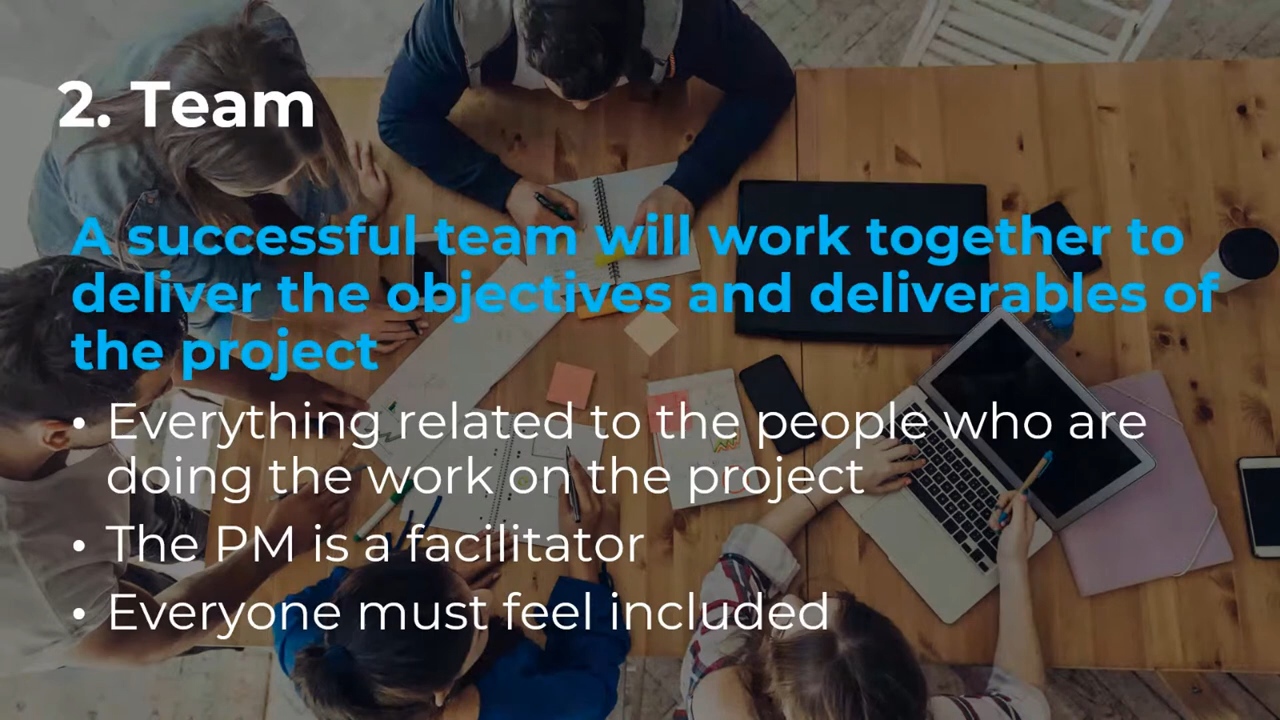 2. Team
A successful team will work together to
deliver the objectives and deliverables of
the project
• Everything related to the people who are
doing the work on the project
• The PM is a facilitator
• Everyone must feel included